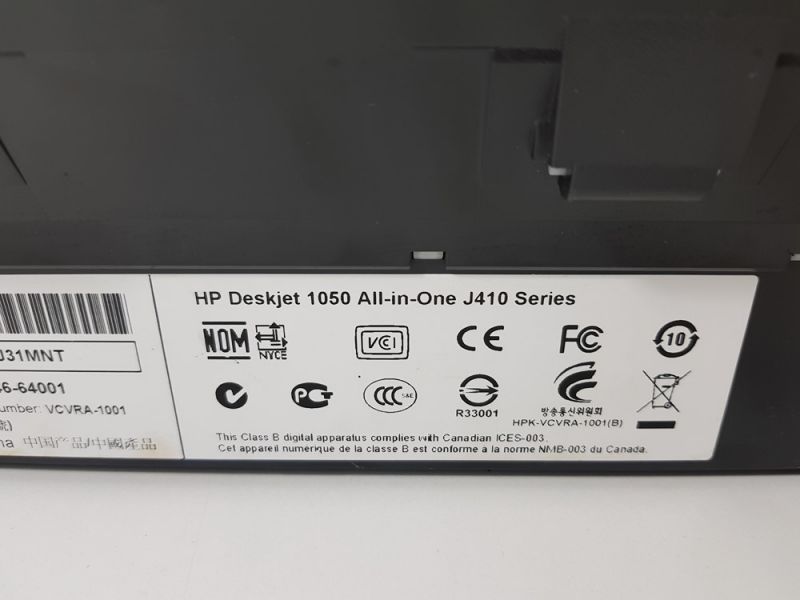 HP Deskjet 1050 All-in-One J410 Series
NOM
NYCE
VCI
CE
FC
10
PCT
CCC
S&E
R33001
방송통신위원회
HPK-VCVRA-1001(B)
This Class B digital apparatus complies with Canadian ICES-003.
Cet appareil numerique de la classe B est conforme a la norme NMB-003 du Canada.
J31MNT
6-64001
umber: VCVRA-1001
na 中国产品/中國產品